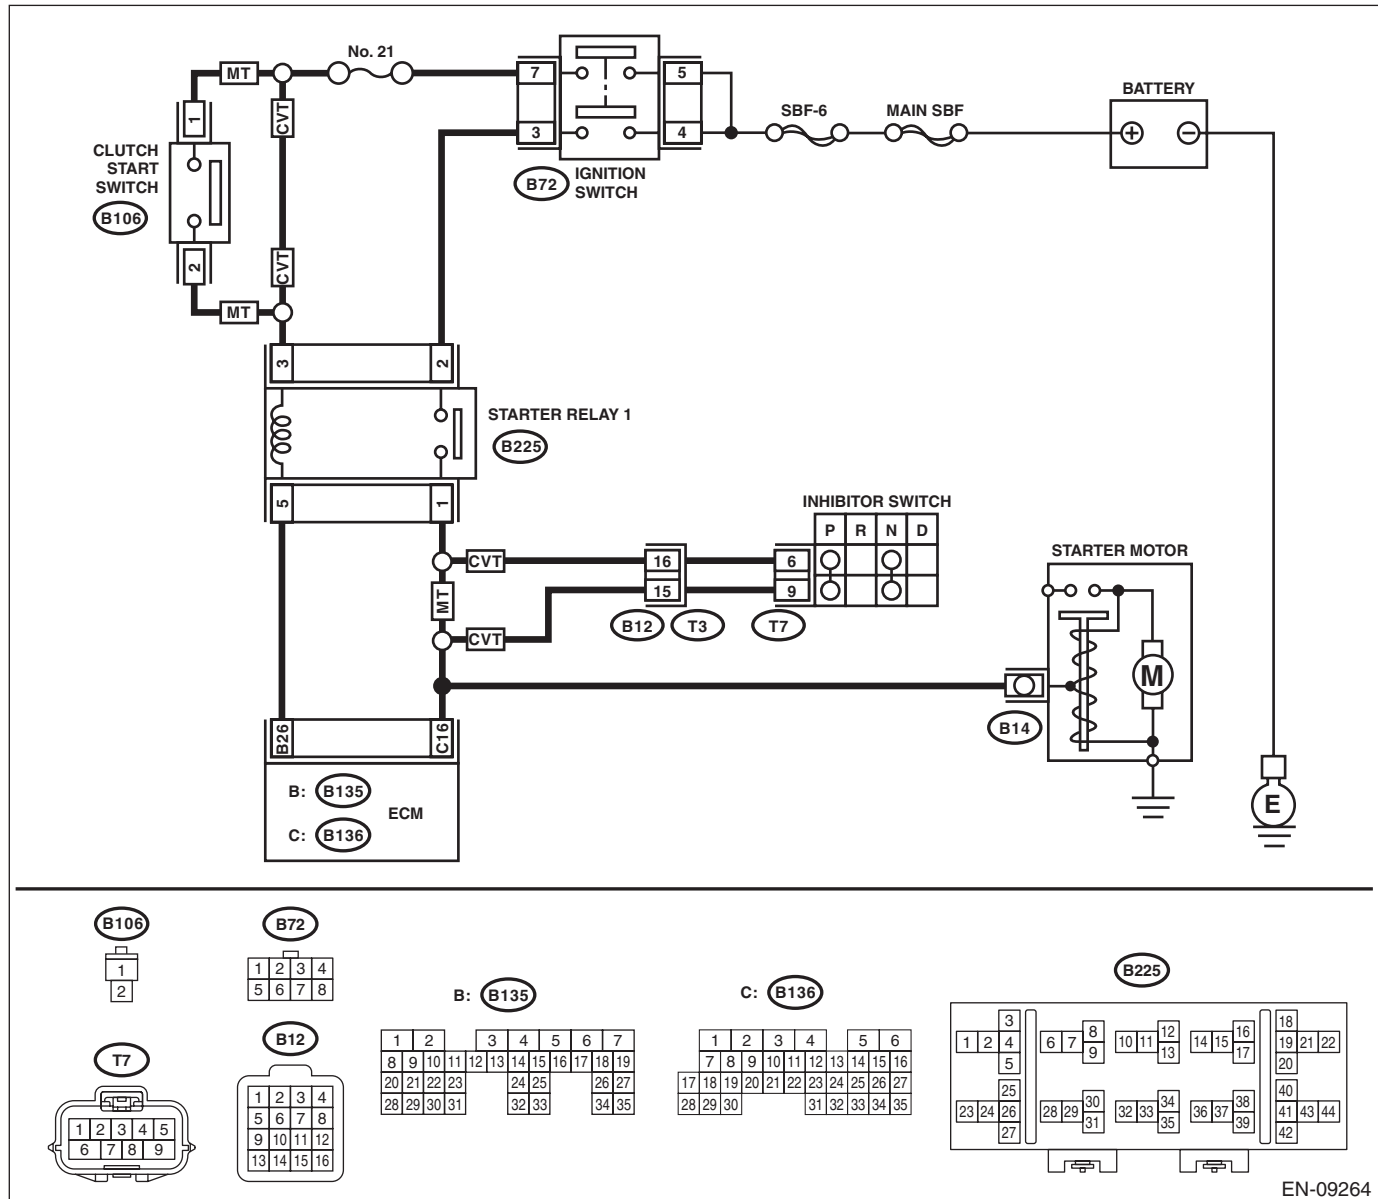 No. 21
MT
7
5
CVT
1
3
4
SBF-6
MAIN SBF
BATTERY
+
−
CLUTCH
START
SWITCH
B106
B72
IGNITION
SWITCH
2
CVT
MT
3
2
STARTER RELAY 1
B225
5
1
INHIBITOR SWITCH
P R N D
CVT
16
6
MT
15
9
CVT
B12
T3
T7
STARTER MOTOR
M
B14
B26
C16
B: B135
ECM
C: B136
E
B106
1
2
B72
1 2 3 4
5 6 7 8
T7
1 2 3 4 5
6 7 8 9
B12
1 2 3 4
5 6 7 8
9 10 11 12
13 14 15 16
B: B135
1 2 3 4 5 6 7
8 9 10 11 12 13 14 15 16 17 18 19
20 21 22 23 24 25 26 27
28 29 30 31 32 33 34 35
C: B136
1 2 3 4 5 6
7 8 9 10 11 12 13 14 15 16
17 18 19 20 21 22 23 24 25 26 27
28 29 30 31 32 33 34 35
B225
3 8 12 16 18
1 2 4 6 7 10 11 14 15 19 21 22
5 9 13 17 20
25 30 34 38 40
23 24 26 28 29 32 33 36 37 41 43 44
27 31 35 39 42
EN-09264